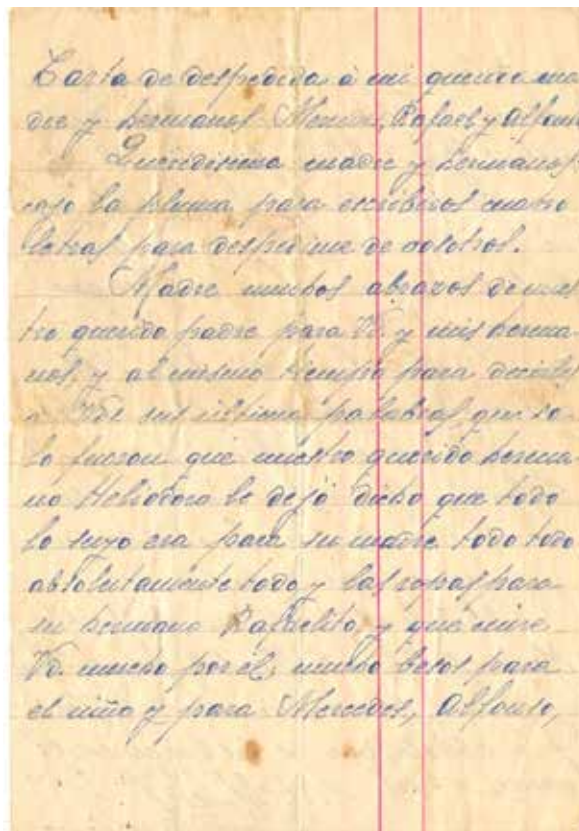 Carta de despedida á mi querida ma
dre y hermanos Merce, Rafael y Alfonso
Queridisima madre y hermanos
cojo la pluma para escribiros cuatro
letras para despedirme de vosotros.
Madre muchos abrazos de nues
tro querido padre para Vd. y mis herma
nos, y al mismo tiempo para decirles
a Vds sus ultimas palabras, que so
lo fueron que nuestro querido herma
no Heliodoro le dejó dicho que todo
lo suyo era para su madre todo todo
absolutamente todo y las ropas para
su hermano Rafaelito, y que mire
Vd. mucho por el, muchos besos para
el niño y para Mercedes, Alfonso,